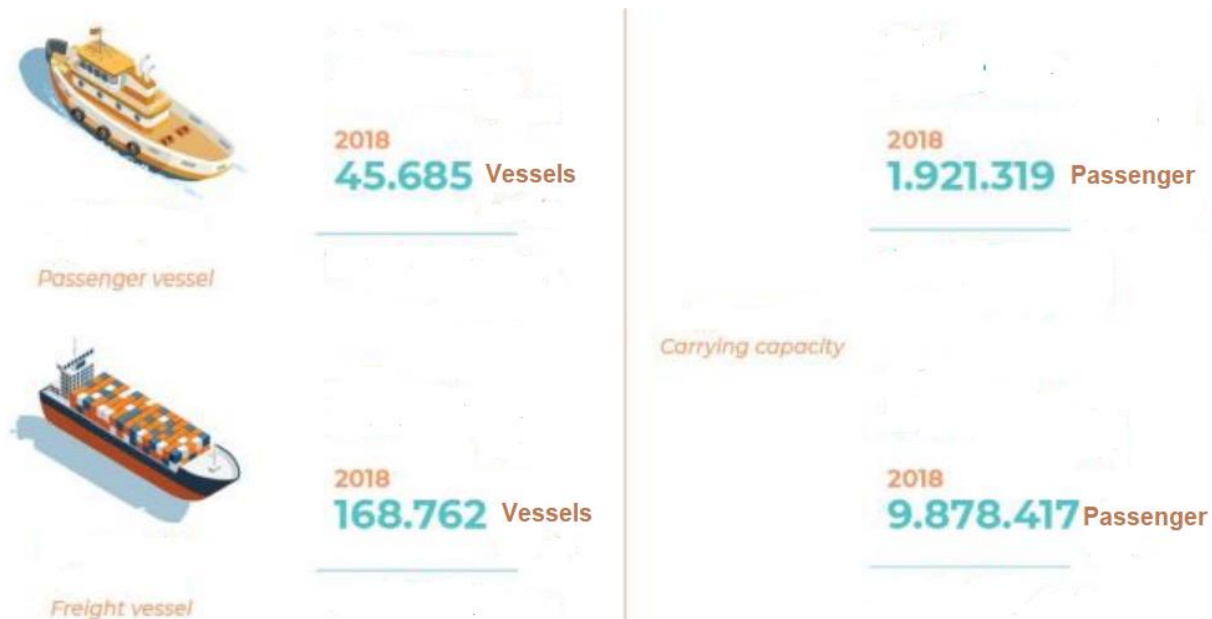 2018
45.685 Vessels
Passenger vessel
2018
168.762 Vessels
Freight vessel
2018
1.921.319 Passenger
Carrying capacity
2018
9.878.417 Passenger